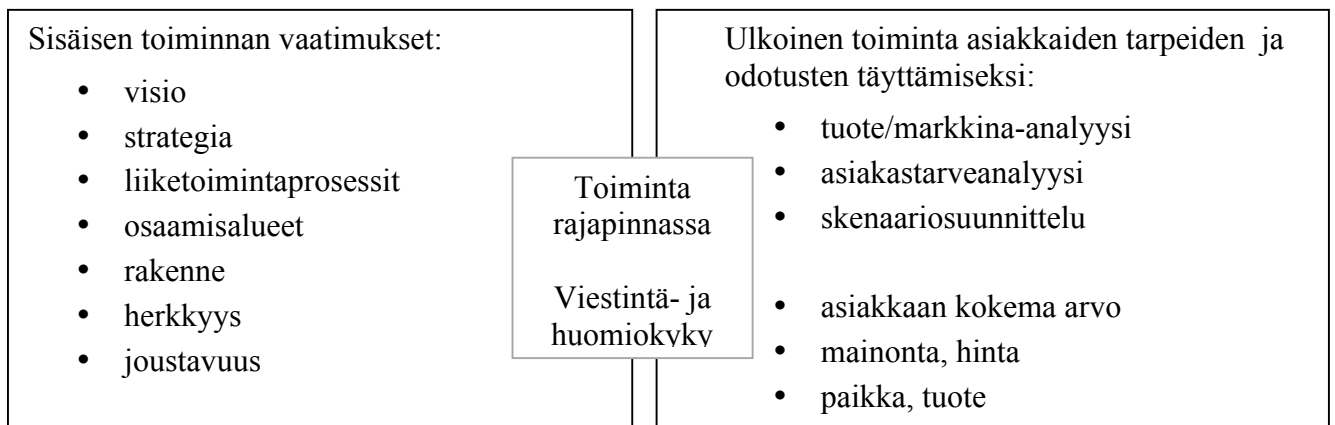 Sisäisen toiminnan vaatimukset:
• visio
• strategia
• liiketoimintaprosessit
• osaamisalueet
• rakenne
• herkkyys
• joustavuus
Toiminta
rajapinnassa
Viestintä- ja
huomiokyky
Ulkoinen toiminta asiakkaiden tarpeiden ja
odotusten täyttämiseksi:
• tuote/markkina-analyysi
• asiakastarveanalyysi
• skenaariosuunnittelu
• asiakkaan kokema arvo
• mainonta, hinta
• paikka, tuote